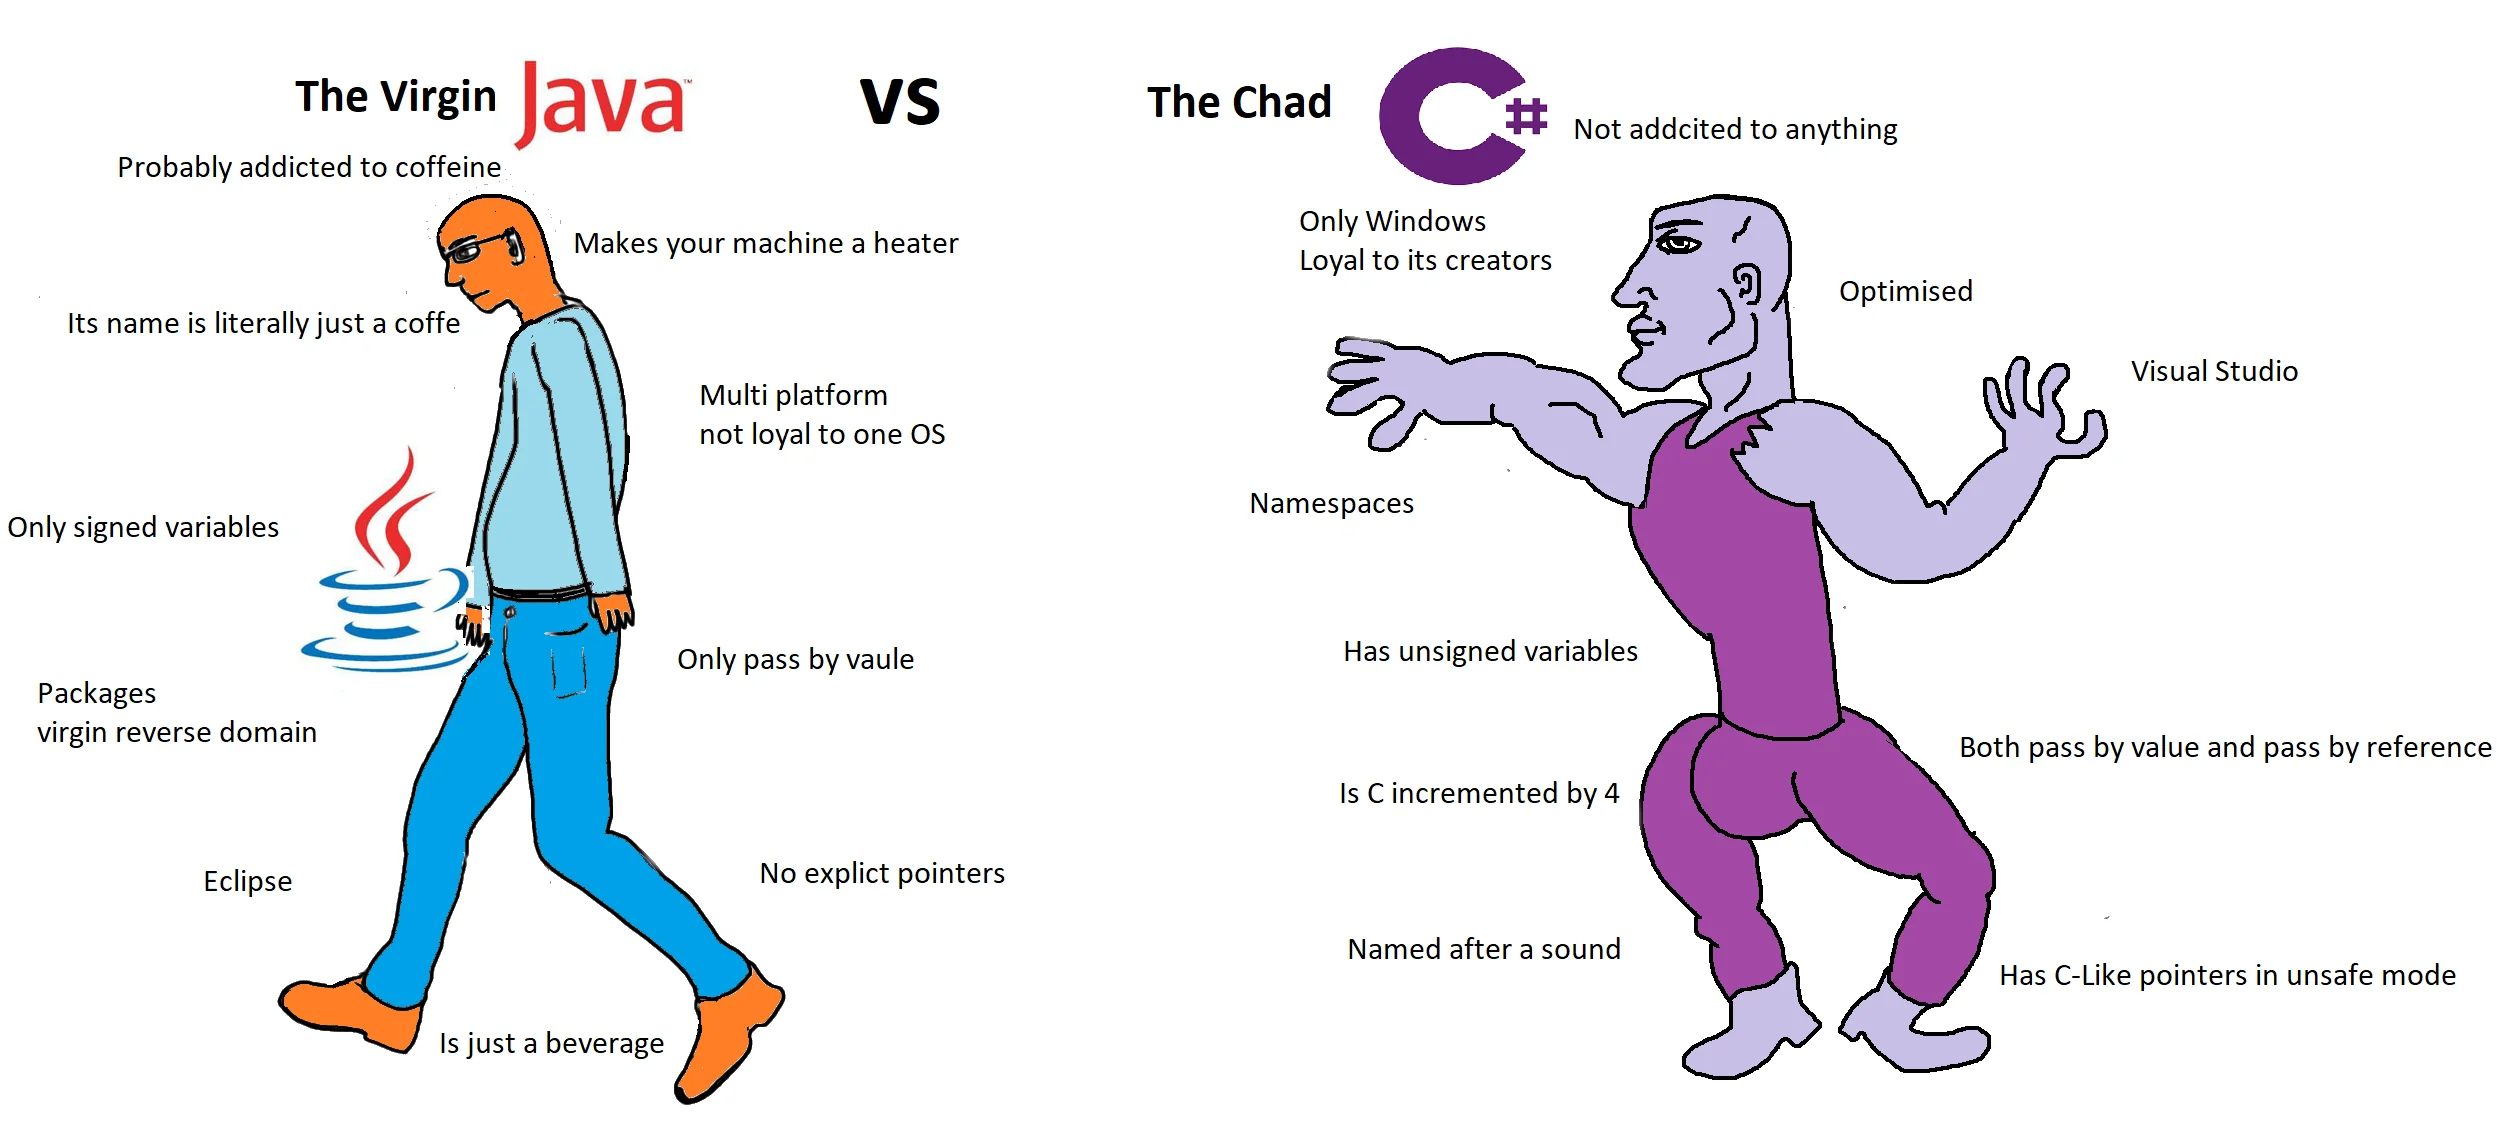 The Virgin Java™
vs
The Chad C#
Probably addicted to coffeine
Makes your machine a heater
Its name is literally just a coffe
Multi platform
not loyal to one OS
Only signed variables
Only pass by vaule
Packages
virgin reverse domain
Eclipse
No explict pointers
Is just a beverage
Not addcited to anything
Only Windows
Loyal to its creators
Optimised
Visual Studio
Namespaces
Has unsigned variables
Both pass by value and pass by reference
Is C incremented by 4
Named after a sound
Has C-Like pointers in unsafe mode